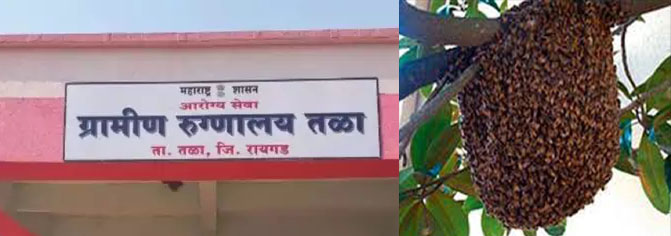 महाराष्ट्र शासन
आरोग्य सेवा
ग्रामीण रुग्णालय तळा
ता. तळा, जि. रायगड